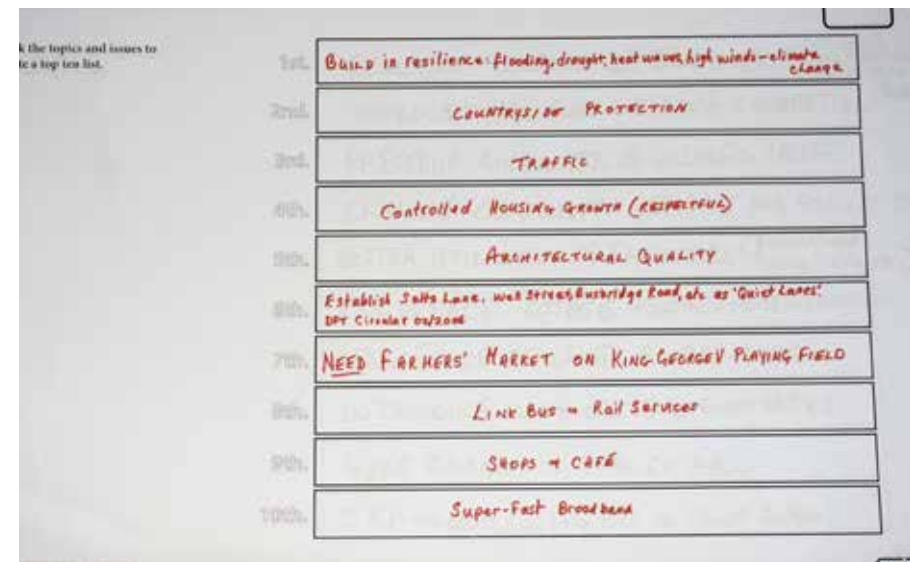 k the topics and issues to
te a top ten list.
1st. Build in resilience: flooding, drought, heat waves, high winds – climate
change
2nd. COUNTRYSIDE PROTECTION
3rd. TRAFFIC
4th. Controlled HOUSING GROWTH (RESPECTFUL)
5th. ARCHITECTURAL QUALITY
6th. Establish Salts Lane, West Street, Busbridge Road, etc as 'Quiet Lanes'.
DFT Circular 02/2006
7th. NEED FARMERS' MARKET ON KING GEORGE V PLAYING FIELD
8th. LINK BUS → Rail Services
9th. SHOPS → CAFÉ
10th. Super-Fast Broadband